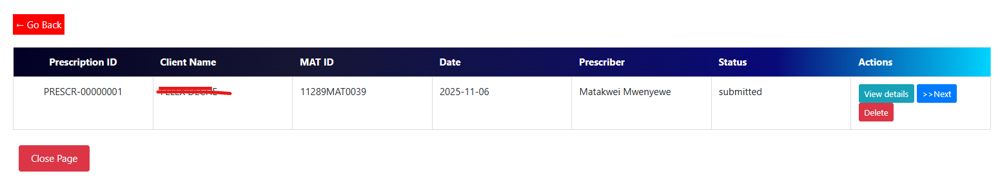 ← Go Back
Prescription ID Client Name MAT ID Date Prescriber Status Actions
PRESCR-00000001 11289MAT0039 2025-11-06 Matakwei Mwenyewe submitted View details >>Next
Delete
Close Page